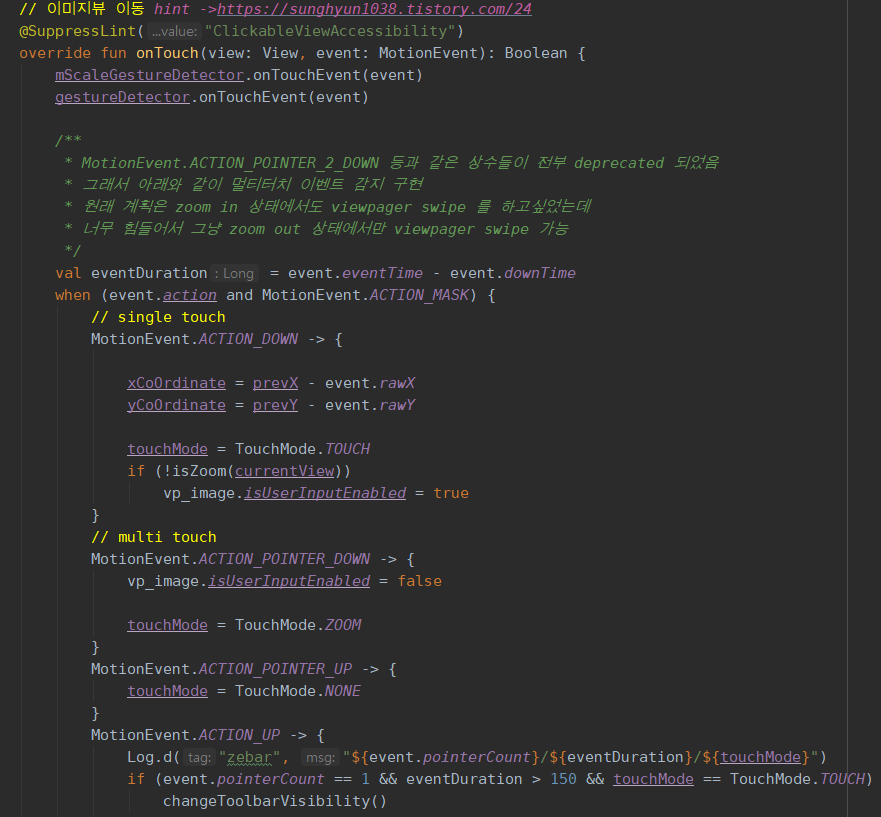 // 이미지뷰 이동 hint ->https://sunghyun1038.tistory.com/24
@SuppressLint( ...value: "ClickableViewAccessibility")
override fun onTouch(view: View, event: MotionEvent): Boolean {
mScaleGestureDetector.onTouchEvent(event)
gestureDetector.onTouchEvent(event)
/**
* MotionEvent.ACTION_POINTER_2_DOWN 등과 같은 상수들이 전부 deprecated 되었음
* 그래서 아래와 같이 멀티터치 이벤트 감지 구현
* 원래 계획은 zoom in 상태에서도 viewpager swipe 를 하고싶었는데
* 너무 힘들어서 그냥 zoom out 상태에서만 viewpager swipe 가능
*/
val eventDuration : Long = event.eventTime - event.downTime
when (event.action and MotionEvent.ACTION_MASK) {
// single touch
MotionEvent.ACTION_DOWN -> {
xCoOrdinate = prevX - event.rawX
yCoOrdinate = prevY - event.rawY
touchMode = TouchMode.TOUCH
if (!isZoom(currentView))
vp_image.isUserInputEnabled = true
}
// multi touch
MotionEvent.ACTION_POINTER_DOWN -> {
vp_image.isUserInputEnabled = false
touchMode = TouchMode.ZOOM
}
MotionEvent.ACTION_POINTER_UP -> {
touchMode = TouchMode.NONE
}
MotionEvent.ACTION_UP -> {
Log.d( tag: "zebar", msg: "${event.pointerCount}/${eventDuration}/${touchMode}")
if (event.pointerCount == 1 && eventDuration > 150 && touchMode == TouchMode.TOUCH)
changeToolbarVisibility()